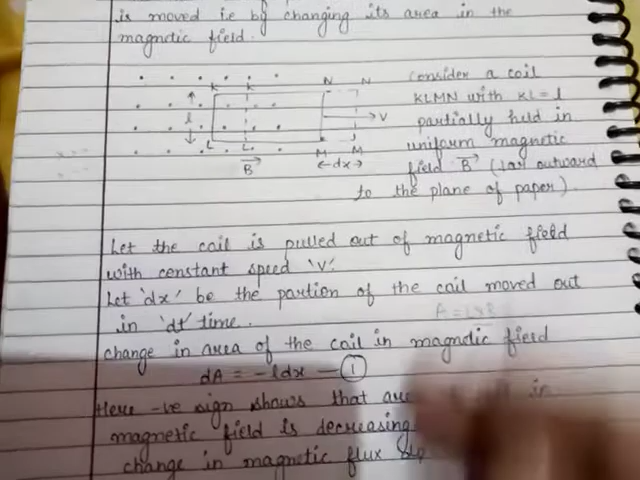 is moved i.e by changing its area in the
magnetic field.
K K N N
l
L L M M
→ V
B
← dx →
consider a coil
KLMN with KL = l
partially held in
uniform magnetic
field B (lar outward
to the plane of paper).
Let the coil is pulled out of magnetic field
with constant speed 'v'.
Let 'dx' be the partion of the coil moved out
in 'dt' time.
change in area of the coil in magnetic field
dA = -ldx — ①
Here -ve sign shows that in
magnetic field is decreasing
change in magnetic flux